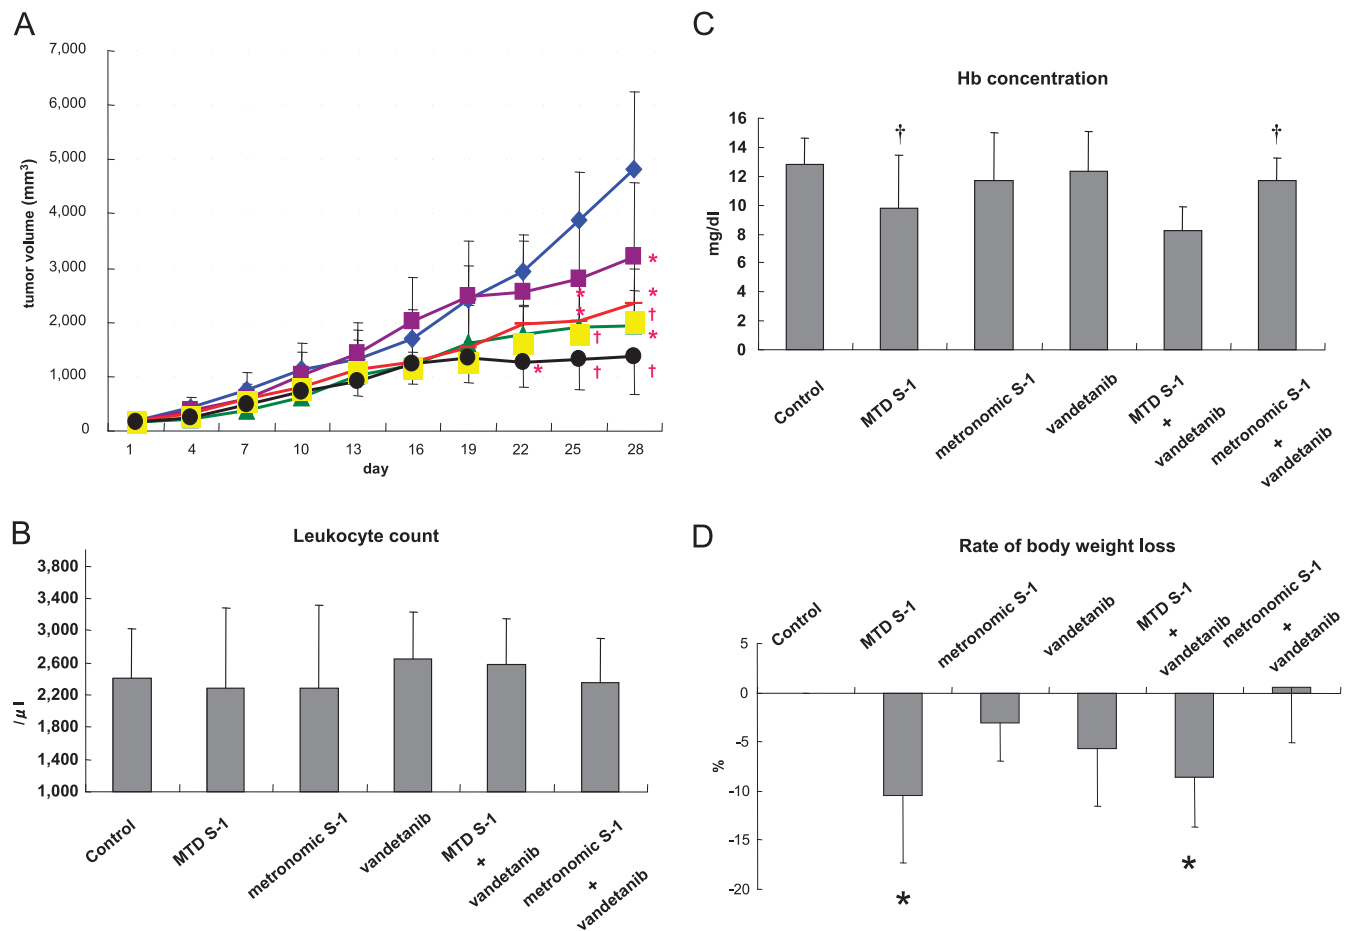 A
7,000
6,000
5,000
4,000
3,000
2,000
1,000
0
tumor volume (mm³)
*
*
*
*
†
†
*
*
†
†
1 4 7 10 13 16 19 22 25 28
day
B
Leukocyte count
3,800
3,400
3,000
2,600
2,200
1,800
1,400
1,000
/μl
Control
MTD S-1
metronomic S-1
vandetanib
MTD S-1
+
vandetanib
metronomic S-1
+
vandetanib
C
Hb concentration
16
14
12
10
8
6
4
2
0
mg/dl
†
†
Control
MTD S-1
metronomic S-1
vandetanib
MTD S-1
+
vandetanib
metronomic S-1
+
vandetanib
D
Rate of body weight loss
Control
MTD S-1
metronomic S-1
vandetanib
MTD S-1
+
vandetanib
metronomic S-1
+
vandetanib
5
0
-5
-10
-15
-20
%
*
*